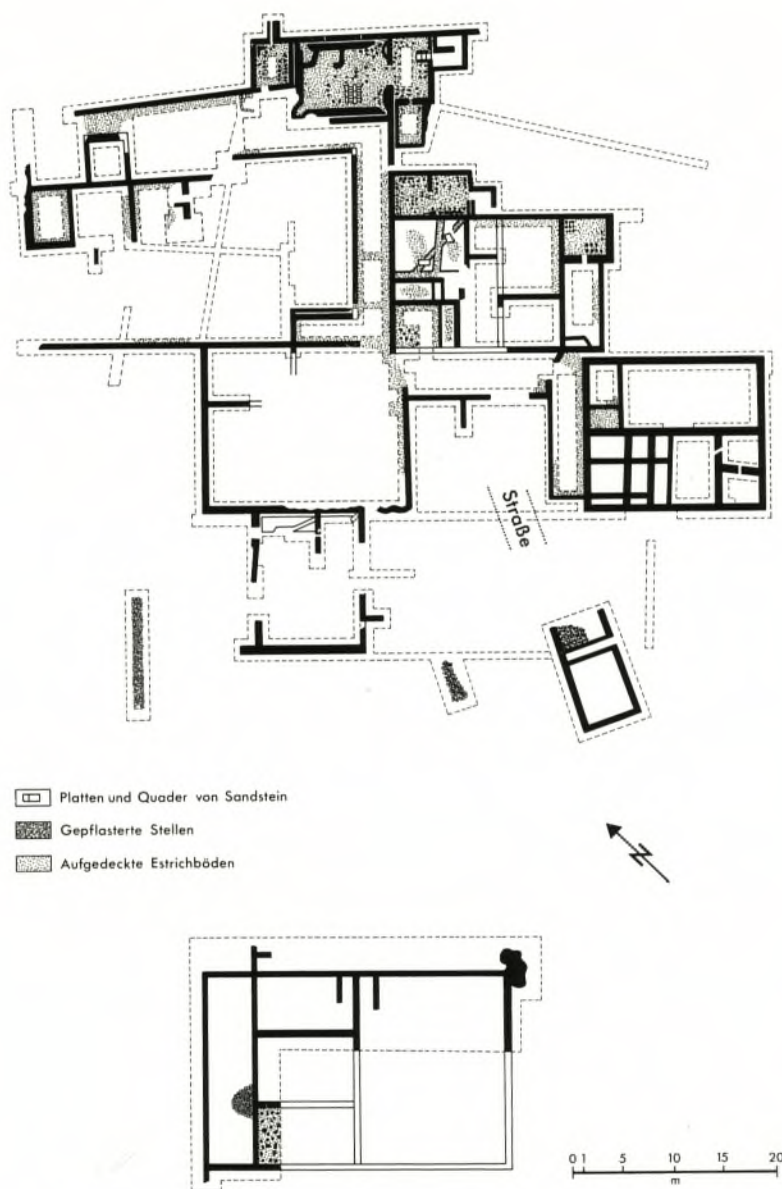 Straße
Platten und Quader von Sandstein
Gepflasterte Stellen
Aufgedeckte Estrichböden
N
0 1 5 10 15 20
m